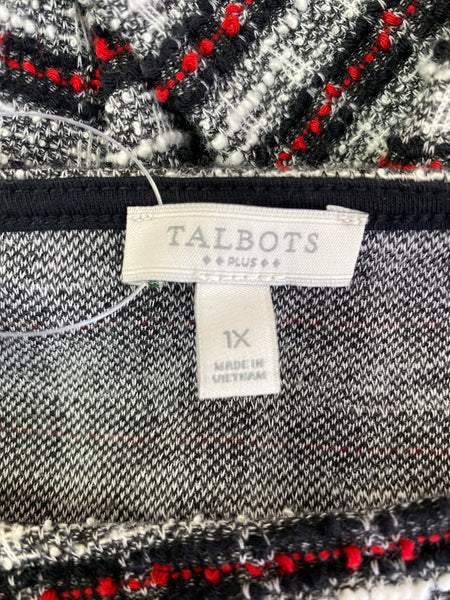 TALBOTS
PLUS
1X
MADE IN
VIETNAM